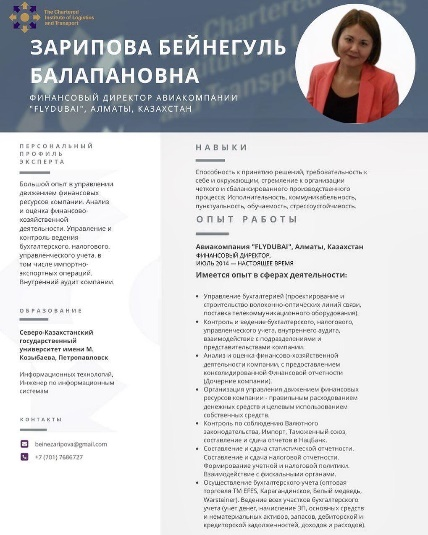 The Chartered
Institute of Logistics
and Transport
ЗАРИПОВА БЕЙНЕГУЛЬ
БАЛАПАНОВНА
ФИНАНСОВЫЙ ДИРЕКТОР АВИАКОМПАНИИ
"FLYDUBAI", АЛМАТЫ, КАЗАХСТАН
ПЕРСОНАЛЬНЫЙ
ПРОФИЛЬ
ЭКСПЕРТА
Большой опыт в управлении
движением финансовых
ресурсов компании. Анализ
и оценка финансово-
хозяйственной
деятельности. Управление и
контроль ведения
бухгалтерского, налогового,
управленческого учета, в
том числе импортно-
экспортных операций.
Внутренний аудит компании
ОБРАЗОВАНИЕ
Северо-Казахстанский
государственный
университет имени М.
Козыбаева, Петропавловск
Информационных технологий,
Инженер по информационным
системам
КОНТАКТЫ
beinezaripova@gmail.com
+7 (701) 7686727
НАВЫКИ
Способность к принятию решений, требовательность к
себе и окружающим, стремление к организации
четкого и сбалансированного производственного
процесса; Исполнительность, коммуникабельность,
пунктуальность, обучаемость, стрессоустойчивость.
ОПЫТ РАБОТЫ
Авиакомпания "FLYDUBAI", Алматы, Казахстан
ФИНАНСОВЫЙ ДИРЕКТОР,
ИЮЛЬ 2014 — НАСТОЯЩЕЕ ВРЕМЯ
Имеется опыт в сферах деятельности:
Управление бухгалтерией (проектирование и
строительство волоконно-оптических линий связи,
поставка телекоммуникационного оборудования).
Контроль и ведение бухгалтерского, налогового,
управленческого учета, внутреннего аудита,
взаимодействие с подразделениями и
представительствами компании.
Анализ и оценка финансово-хозяйственной
деятельности компании, с предоставлением
консолидированной Финансовой отчетности
(Дочерние компании).
Организация управления движением финансовых
ресурсов компании - правильным расходованием
денежных средств и целевым использованием
собственных средств.
Контроль по соблюдению Валютного
законодательства, Импорт, Таможенный союз,
составление и сдача отчетов в НацБанк.
Составление и сдача статистической отчетности.
Составление и сдача налоговой отчетности.
Формирование учетной и налоговой политики.
Взаимодействие с фискальными органами.
Осуществление бухгалтерского учета (оптовая
торговля ТМ EFES, Карагандинское, белый медведь,
Warsteiner). Ведение всех участков бухгалтерского
учета (учет денег, начисление ЗП, основных средств
и нематериальных активов, запасов, дебиторской и
кредиторской задолженностей, доходов и расходов).